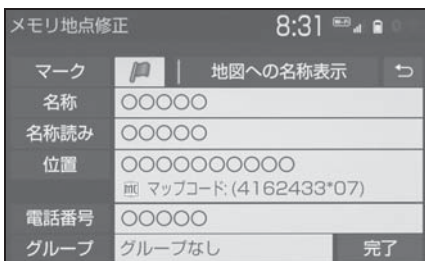 メモリ地点修正 8:31
マーク 地図への名称表示
名称 ○○○○○
名称読み ○○○○○
位置 ○○○○○○○○○○
マップコード:(4162433*07)
電話番号 ○○○○○
グループ グループなし 完了